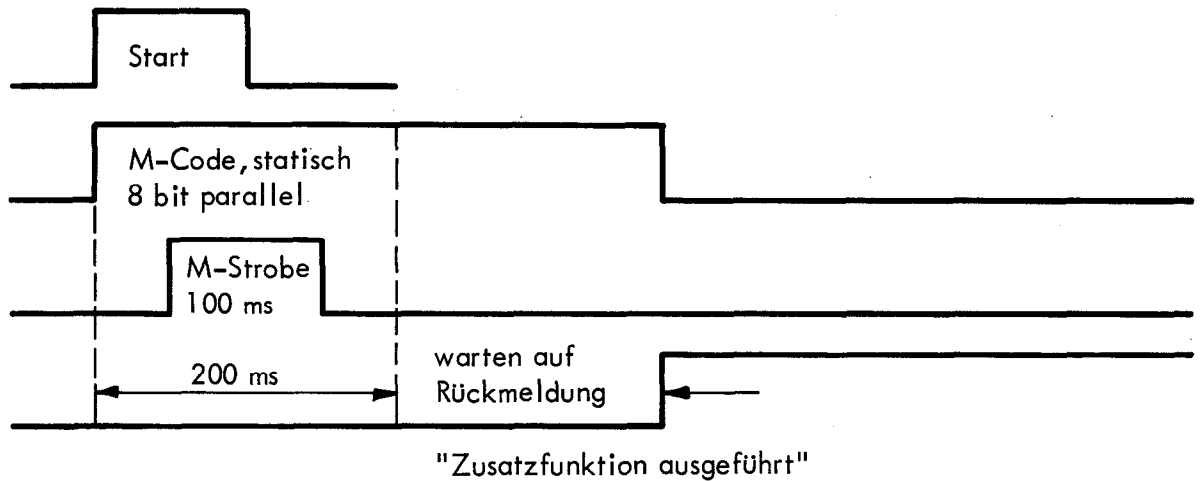 Start
M-Code, statisch
8 bit parallel
M-Strobe
100 ms
200 ms
warten auf
Rückmeldung
"Zusatzfunktion ausgeführt"